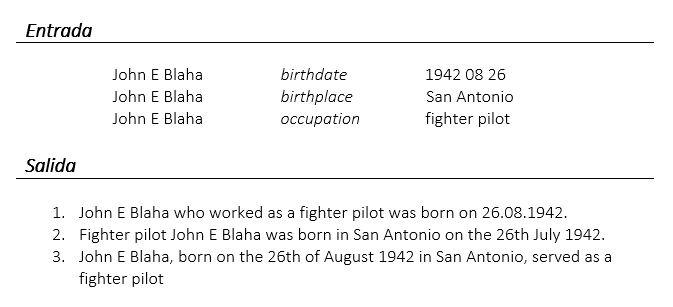 Entrada
John E Blaha birthdate 1942 08 26
John E Blaha birthplace San Antonio
John E Blaha occupation fighter pilot
Salida
1. John E Blaha who worked as a fighter pilot was born on 26.08.1942.
2. Fighter pilot John E Blaha was born in San Antonio on the 26th July 1942.
3. John E Blaha, born on the 26th of August 1942 in San Antonio, served as a
fighter pilot